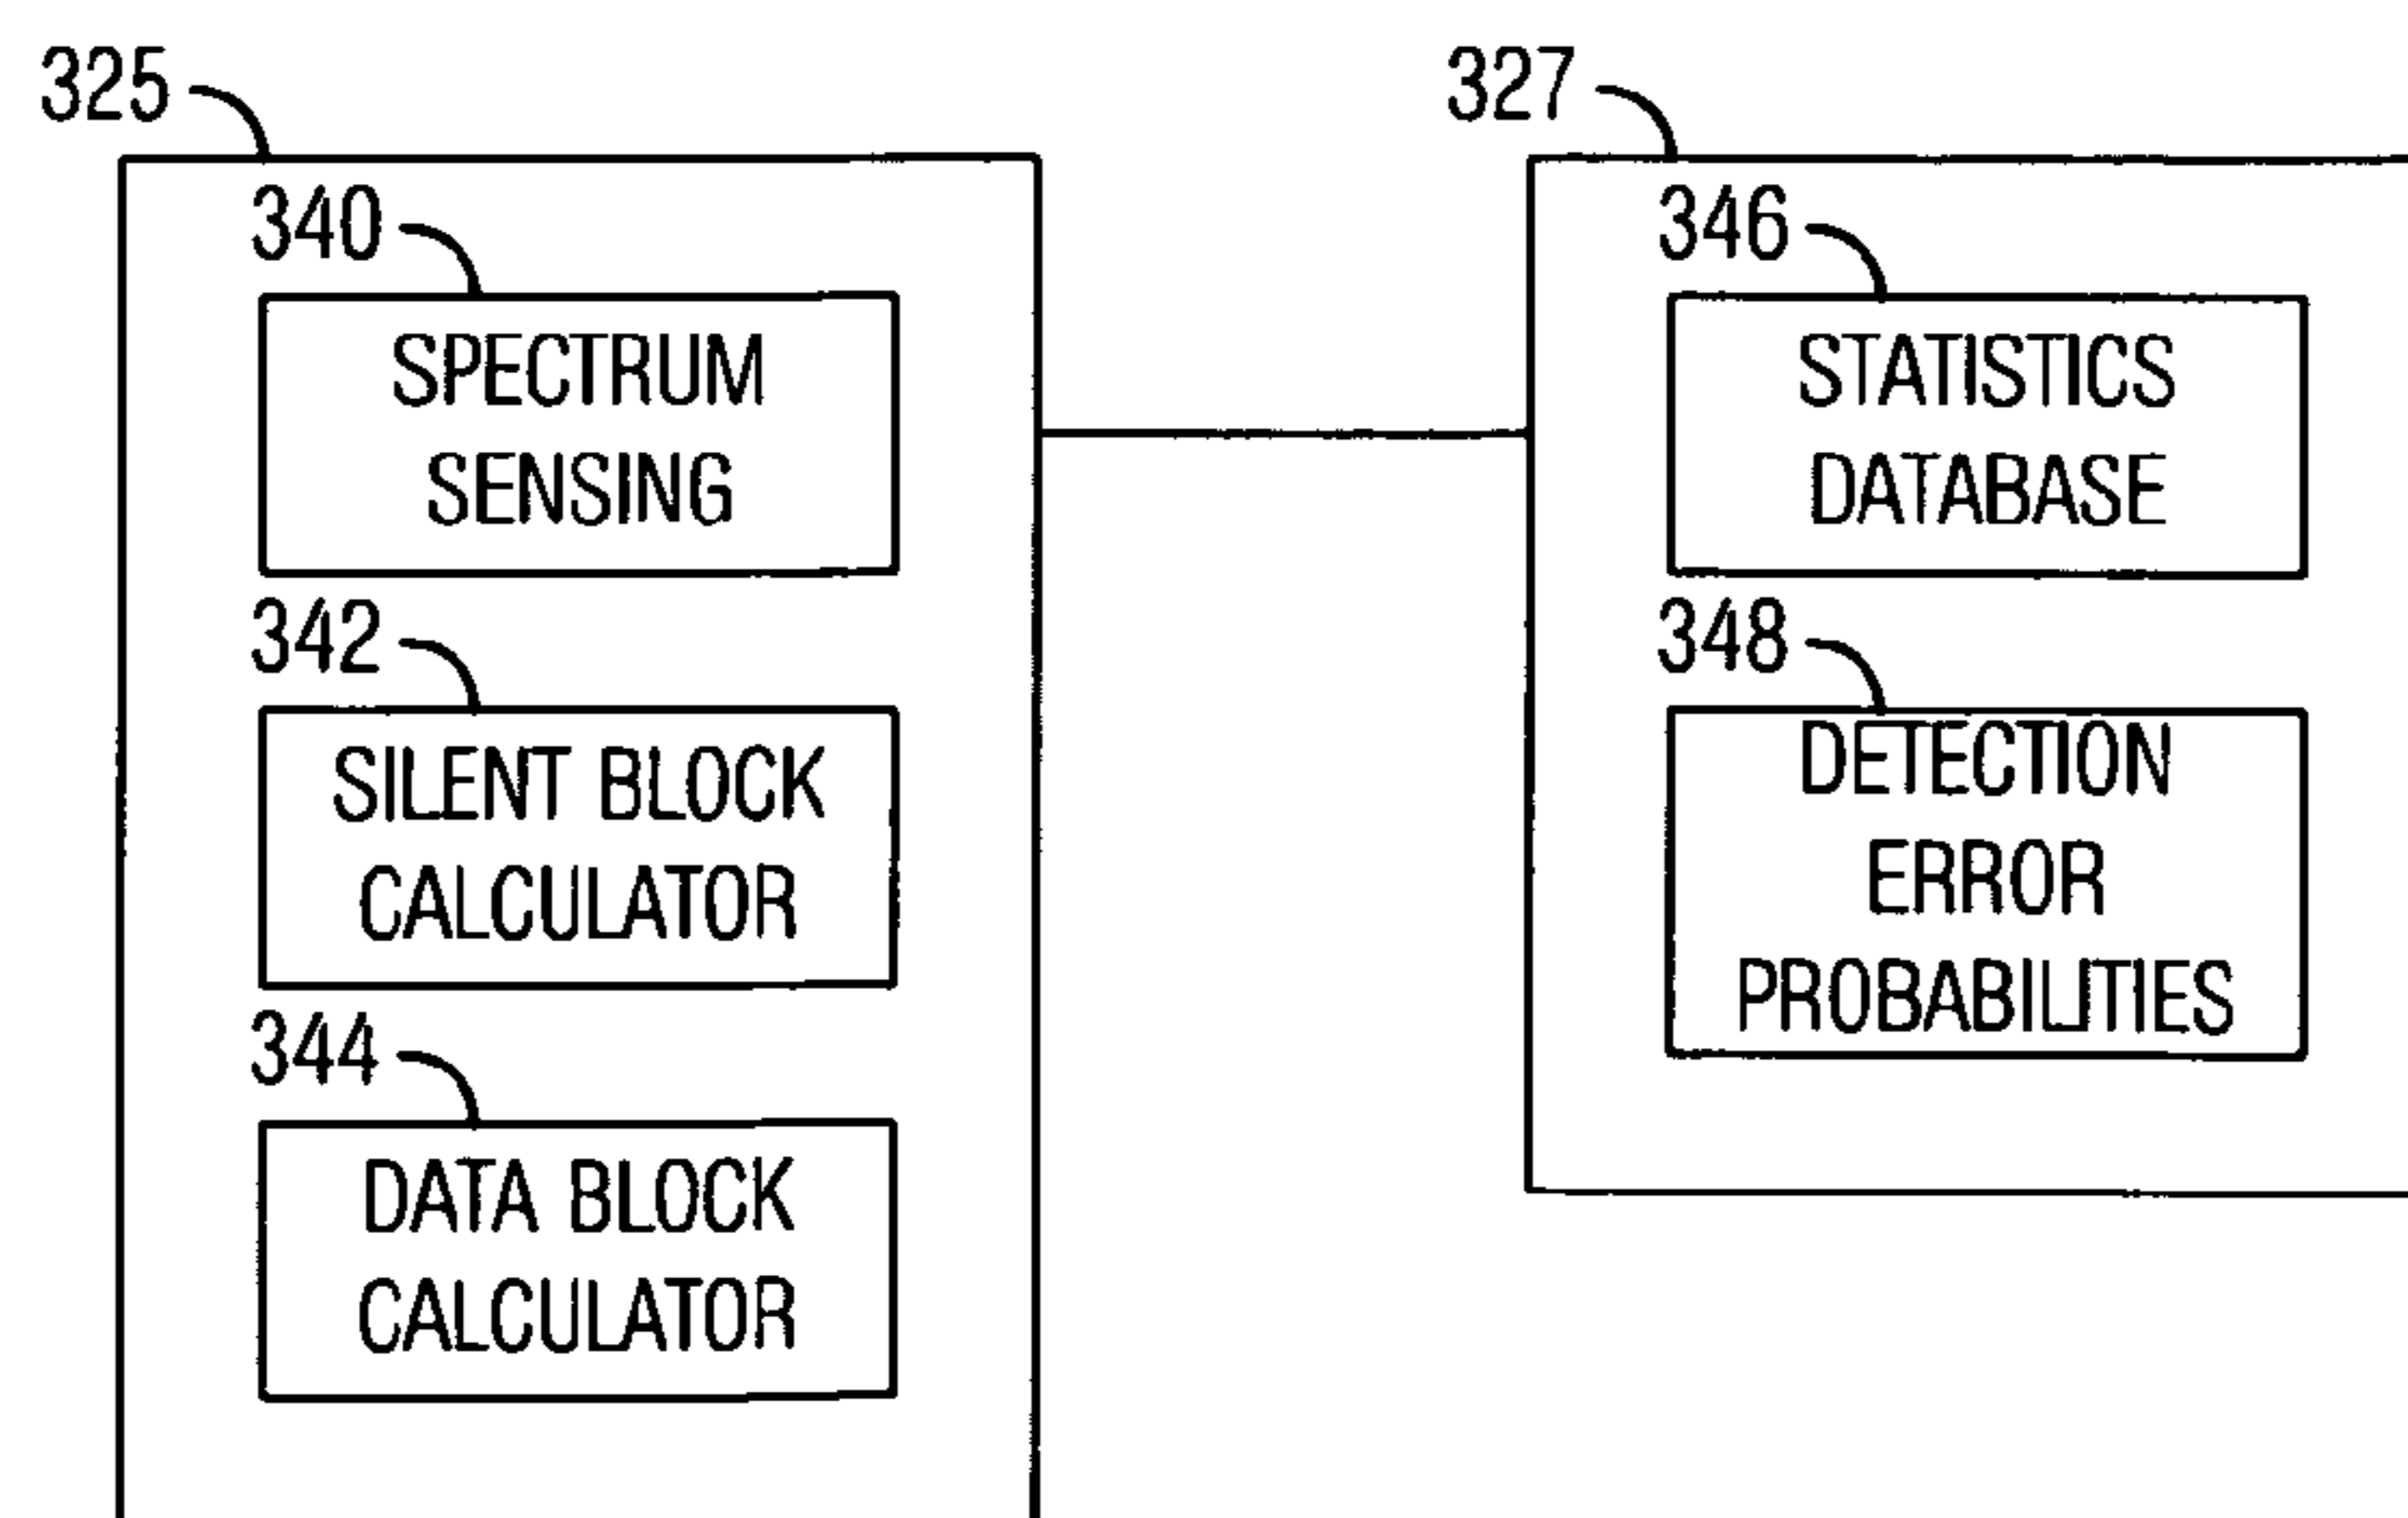 325
340
SPECTRUM
SENSING
342
SILENT BLOCK
CALCULATOR
344
DATA BLOCK
CALCULATOR
327
346
STATISTICS
DATABASE
348
DETECTION
ERROR
PROBABILITIES